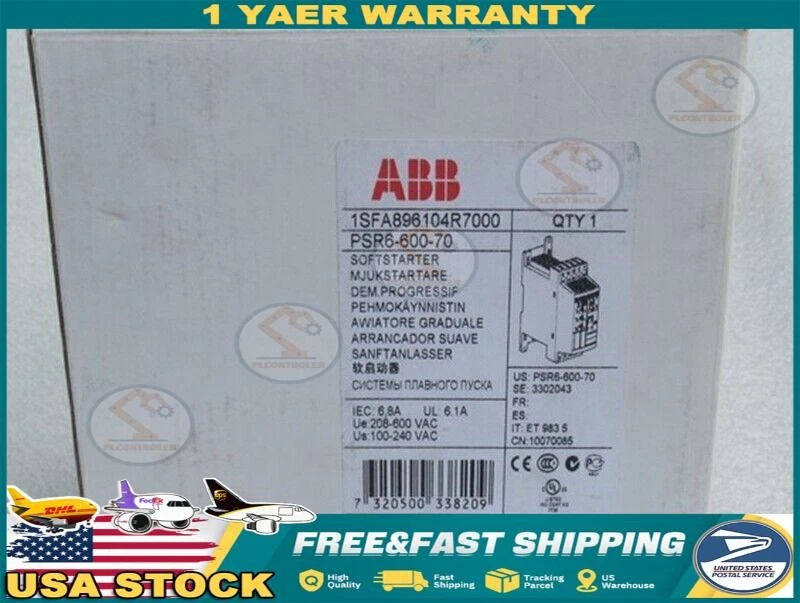 1 YAER WARRANTY
PLCONTROLER
ABB
1SFA896104R7000
QTY 1
PSR6-600-70
SOFTSTARTER
MJUKSTARTARE
DEM.PROGRESSIF
PEHMOKÄYNNISTIN
AWIATORE GRADUALE
ARRANCADOR SUAVE
SANFTANLASSER
软启动器
СИСТЕМЫ ПЛАВНОГО ПУСКА
US: PSR6-600-70
SE: 3302043
FR:
ES:
IT: ET 983 5
CN:10070085
IEC: 6,8A UL: 6.1A
Ue:208-600 VAC
Us:100-240 VAC
7 320500 338209
PLCONTROLER
PLCONTROLER
PLCONTROLER
DHL
FedEx
ups
USA STOCK
FREE&FAST SHIPPING
High Quality
Fast Shipping
Tracking Parcel
US Warehouse
UNITED STATES
POSTAL SERVICE